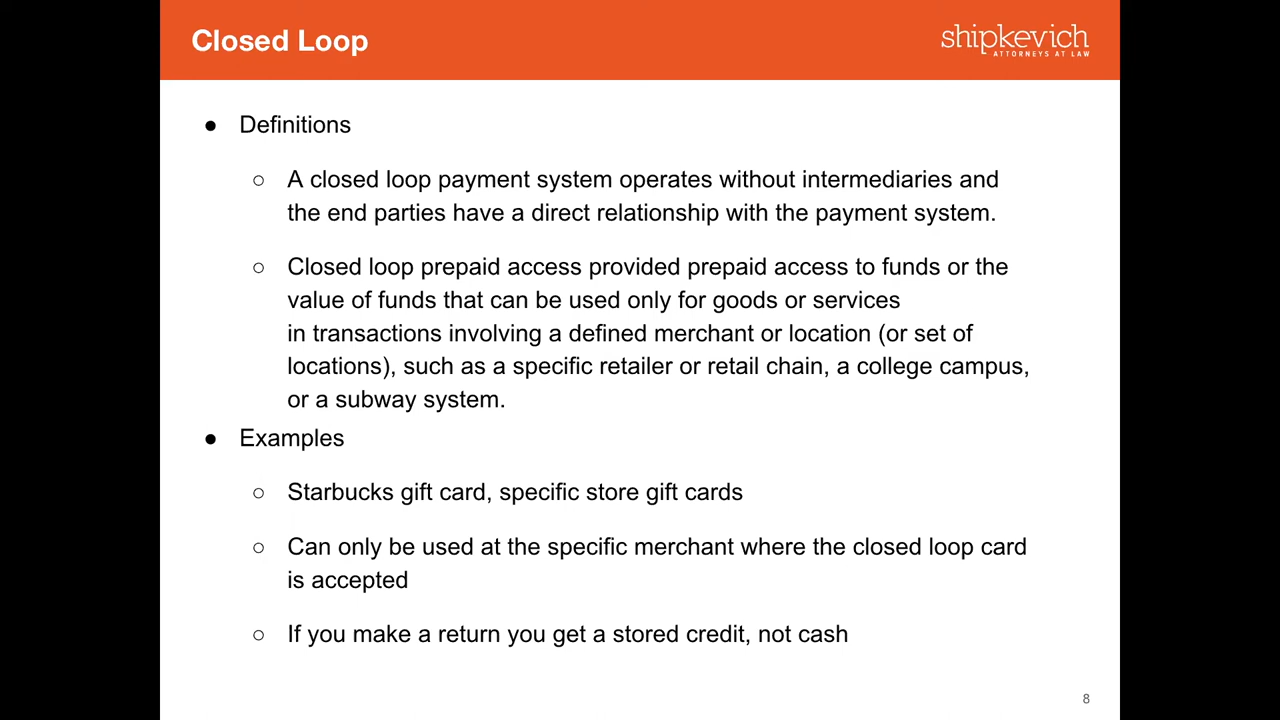 Closed Loop
shipkevich
ATTORNEYS AT LAW
● Definitions
○ A closed loop payment system operates without intermediaries and
the end parties have a direct relationship with the payment system.
○ Closed loop prepaid access provided prepaid access to funds or the
value of funds that can be used only for goods or services
in transactions involving a defined merchant or location (or set of
locations), such as a specific retailer or retail chain, a college campus,
or a subway system.
● Examples
○ Starbucks gift card, specific store gift cards
○ Can only be used at the specific merchant where the closed loop card
is accepted
○ If you make a return you get a stored credit, not cash
8